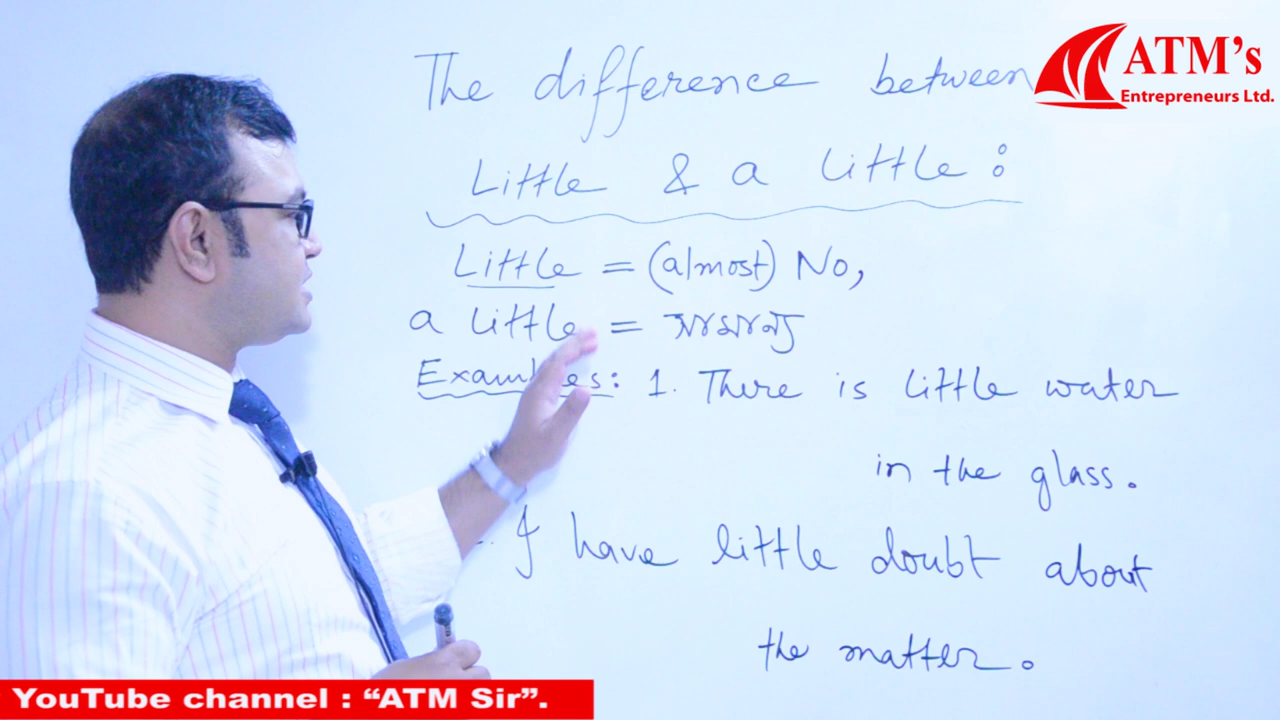 The difference between
Little & a little :
Little = (almost) No,
a little = সামান্য
Examples: 1. There is little water
in the glass.
I have little doubt about
the matter.
ATM's
Entrepreneurs Ltd.
YouTube channel : “ATM Sir”.